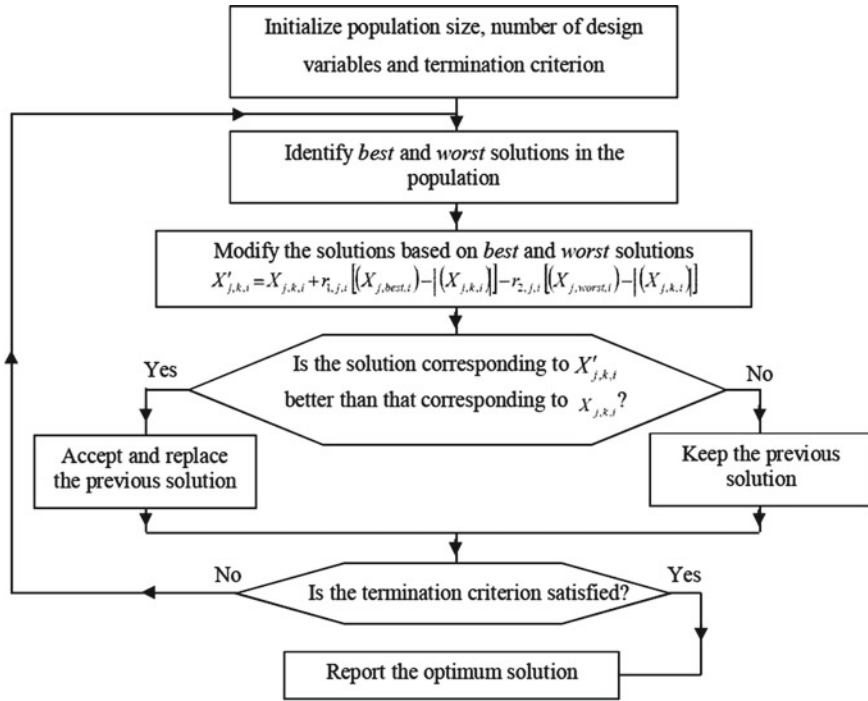 Initialize population size, number of design
variables and termination criterion
Identify best and worst solutions in the
population
Modify the solutions based on best and worst solutions
X′j,k,i = Xj,k,i + r1,j,i [(Xj,best,i) − |(Xj,k,i)|] − r2,j,i [(Xj,worst,i) − |(Xj,k,i)|]
Yes
Is the solution corresponding to X′j,k,i
No
better than that corresponding to Xj,k,i?
Accept and replace
the previous solution
Keep the previous
solution
No
Is the termination criterion satisfied?
Yes
Report the optimum solution